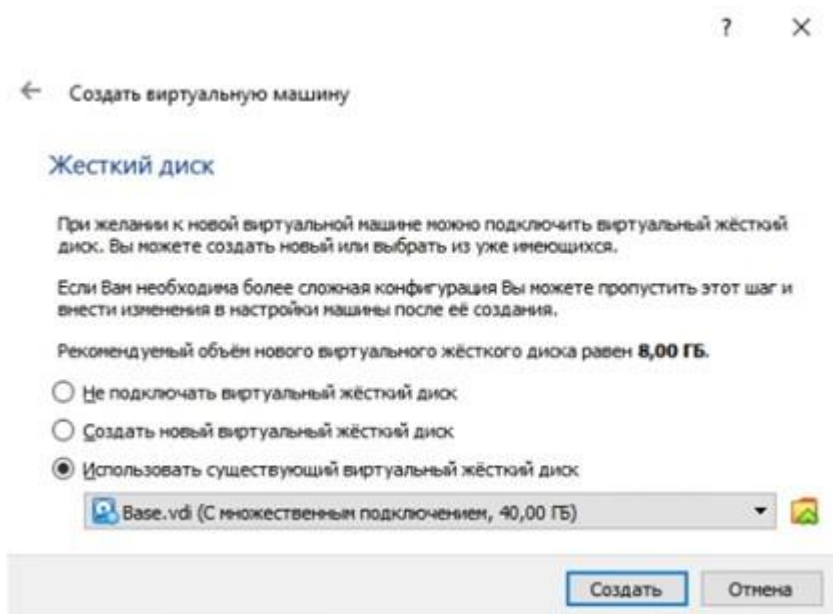 ?
Создать виртуальную машину
Жесткий диск
При желании к новой виртуальной машине можно подключить виртуальный жёсткий
диск. Вы можете создать новый или выбрать из уже имеющихся.
Если Вам необходима более сложная конфигурация Вы можете пропустить этот шаг и
внести изменения в настройки машины после её создания.
Рекомендуемый объём нового виртуального жёсткого диска равен 8,00 ГБ.
Не подключать виртуальный жёсткий диск
Создать новый виртуальный жёсткий диск
Использовать существующий виртуальный жёсткий диск
Base.vdi (С множественным подключением, 40,00 ГБ)
Создать Отмена